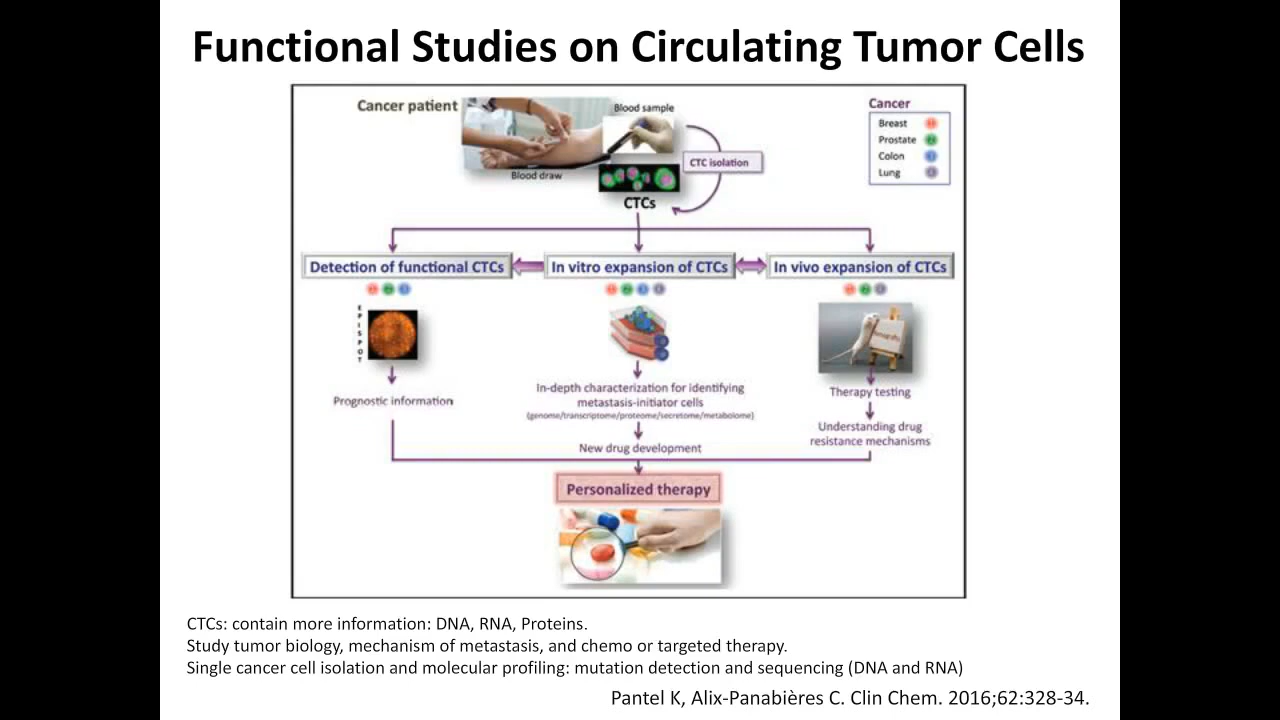 Functional Studies on Circulating Tumor Cells
Cancer patient
Blood sample
Blood draw
CTC isolation
CTCs
Cancer
Breast
Prostate
Colon
Lung
Detection of functional CTCs
In vitro expansion of CTCs
In vivo expansion of CTCs
EPISPOT
Prognostic information
In-depth characterization for identifying
metastasis-initiator cells
(genome/transcriptome/proteome/secretome/metabolome)
New drug development
Therapy testing
Understanding drug
resistance mechanisms
Personalized therapy
CTCs: contain more information: DNA, RNA, Proteins.
Study tumor biology, mechanism of metastasis, and chemo or targeted therapy.
Single cancer cell isolation and molecular profiling: mutation detection and sequencing (DNA and RNA)
Pantel K, Alix-Panabières C. Clin Chem. 2016;62:328-34.